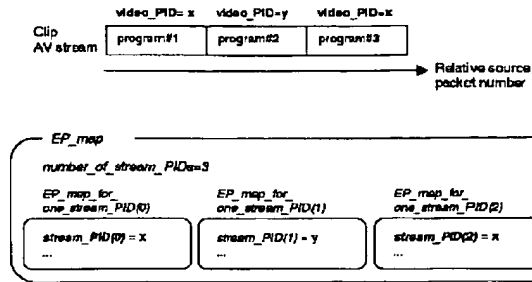 video_PID= x video_PID=y video_PID=x
Clip
AV stream
program#1 program#2 program#3
Relative source
packet number
EP_map
number_of_stream_PIDs=3
EP_map_for_ EP_map_for_ EP_map_for_
one_stream_PID(0) one_stream_PID(1) one_stream_PID(2)
stream_PID(0) = x stream_PID(1) = y stream_PID(2) = x
... ... ...